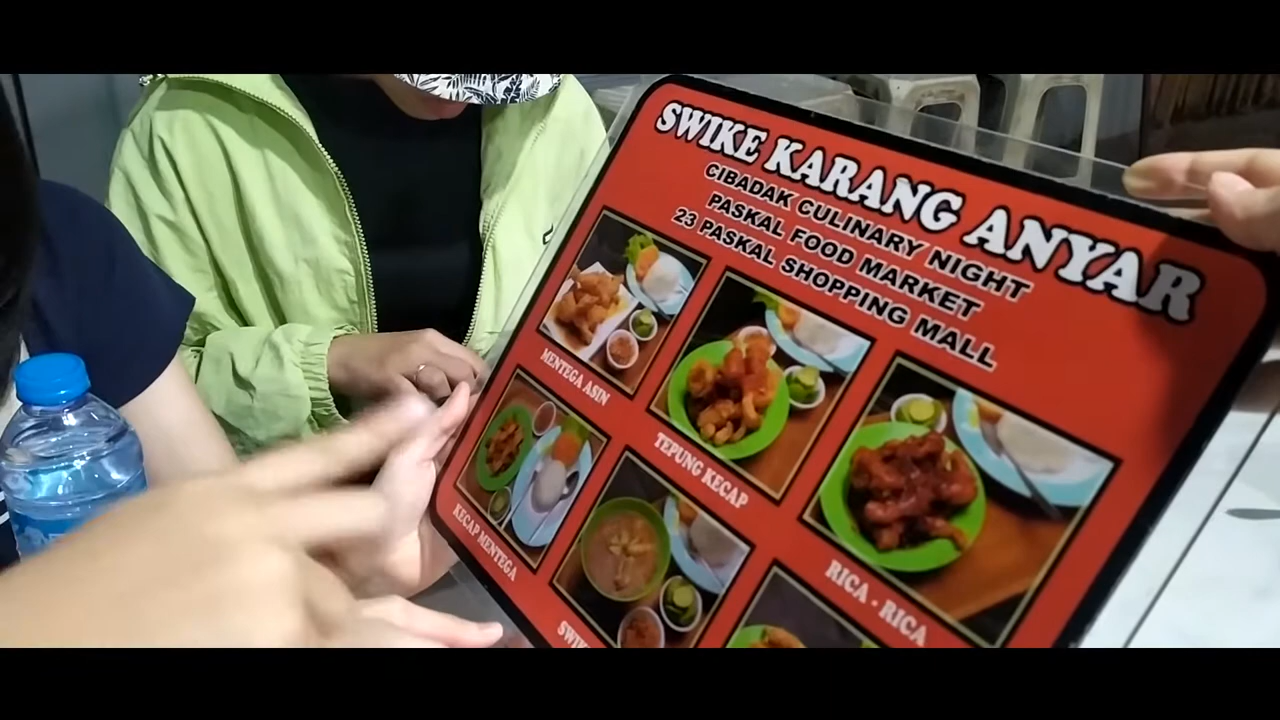 SWIKE KARANG ANYAR
CIBADAK CULINARY NIGHT
PASKAL FOOD MARKET
23 PASKAL SHOPPING MALL
MENTEGA ASIN
TEPUNG KECAP
RICA - RICA
KECAP MENTEGA